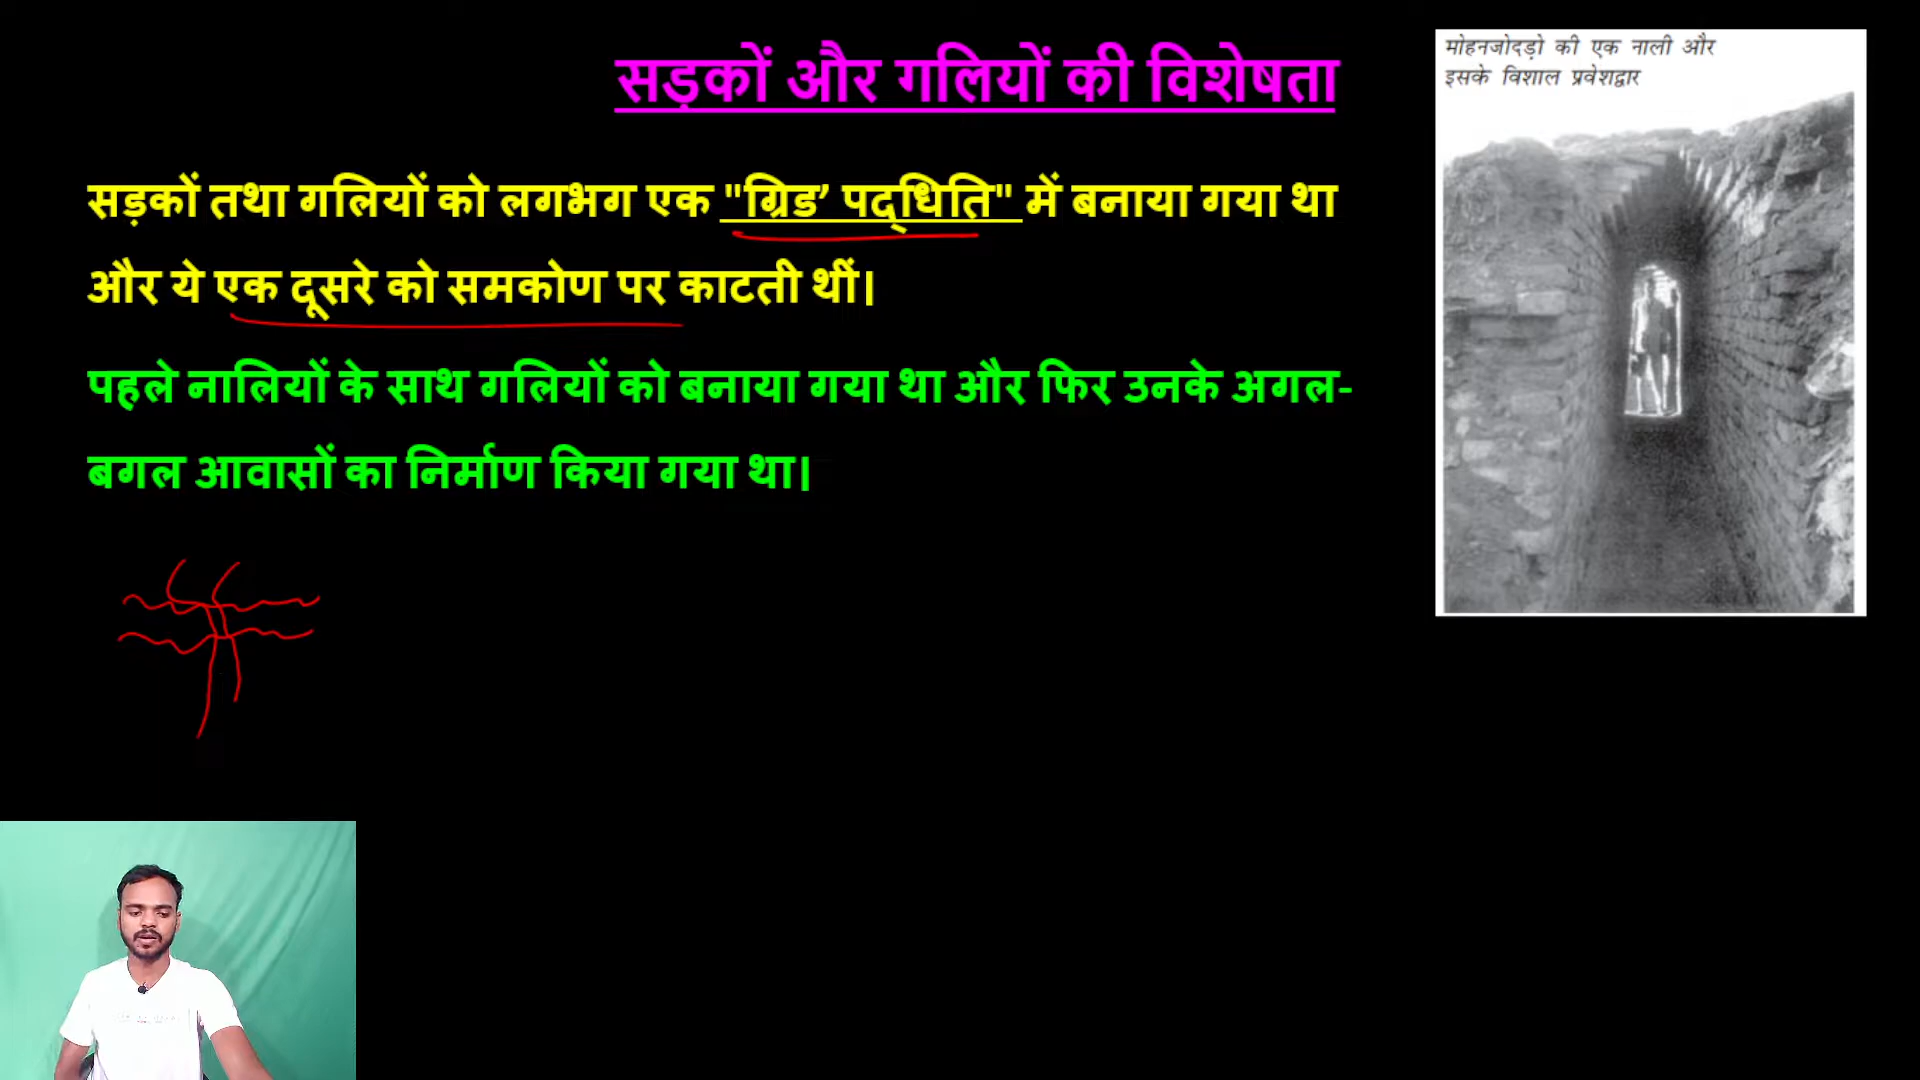 सड़कों और गलियों की विशेषता
मोहनजोदड़ो की एक नाली और
इसके विशाल प्रवेशद्वार
सड़कों तथा गलियों को लगभग एक "ग्रिड’ पद्धिति" में बनाया गया था
और ये एक दूसरे को समकोण पर काटती थीं|
पहले नालियों के साथ गलियों को बनाया गया था और फिर उनके अगल-
बगल आवासों का निर्माण किया गया था|